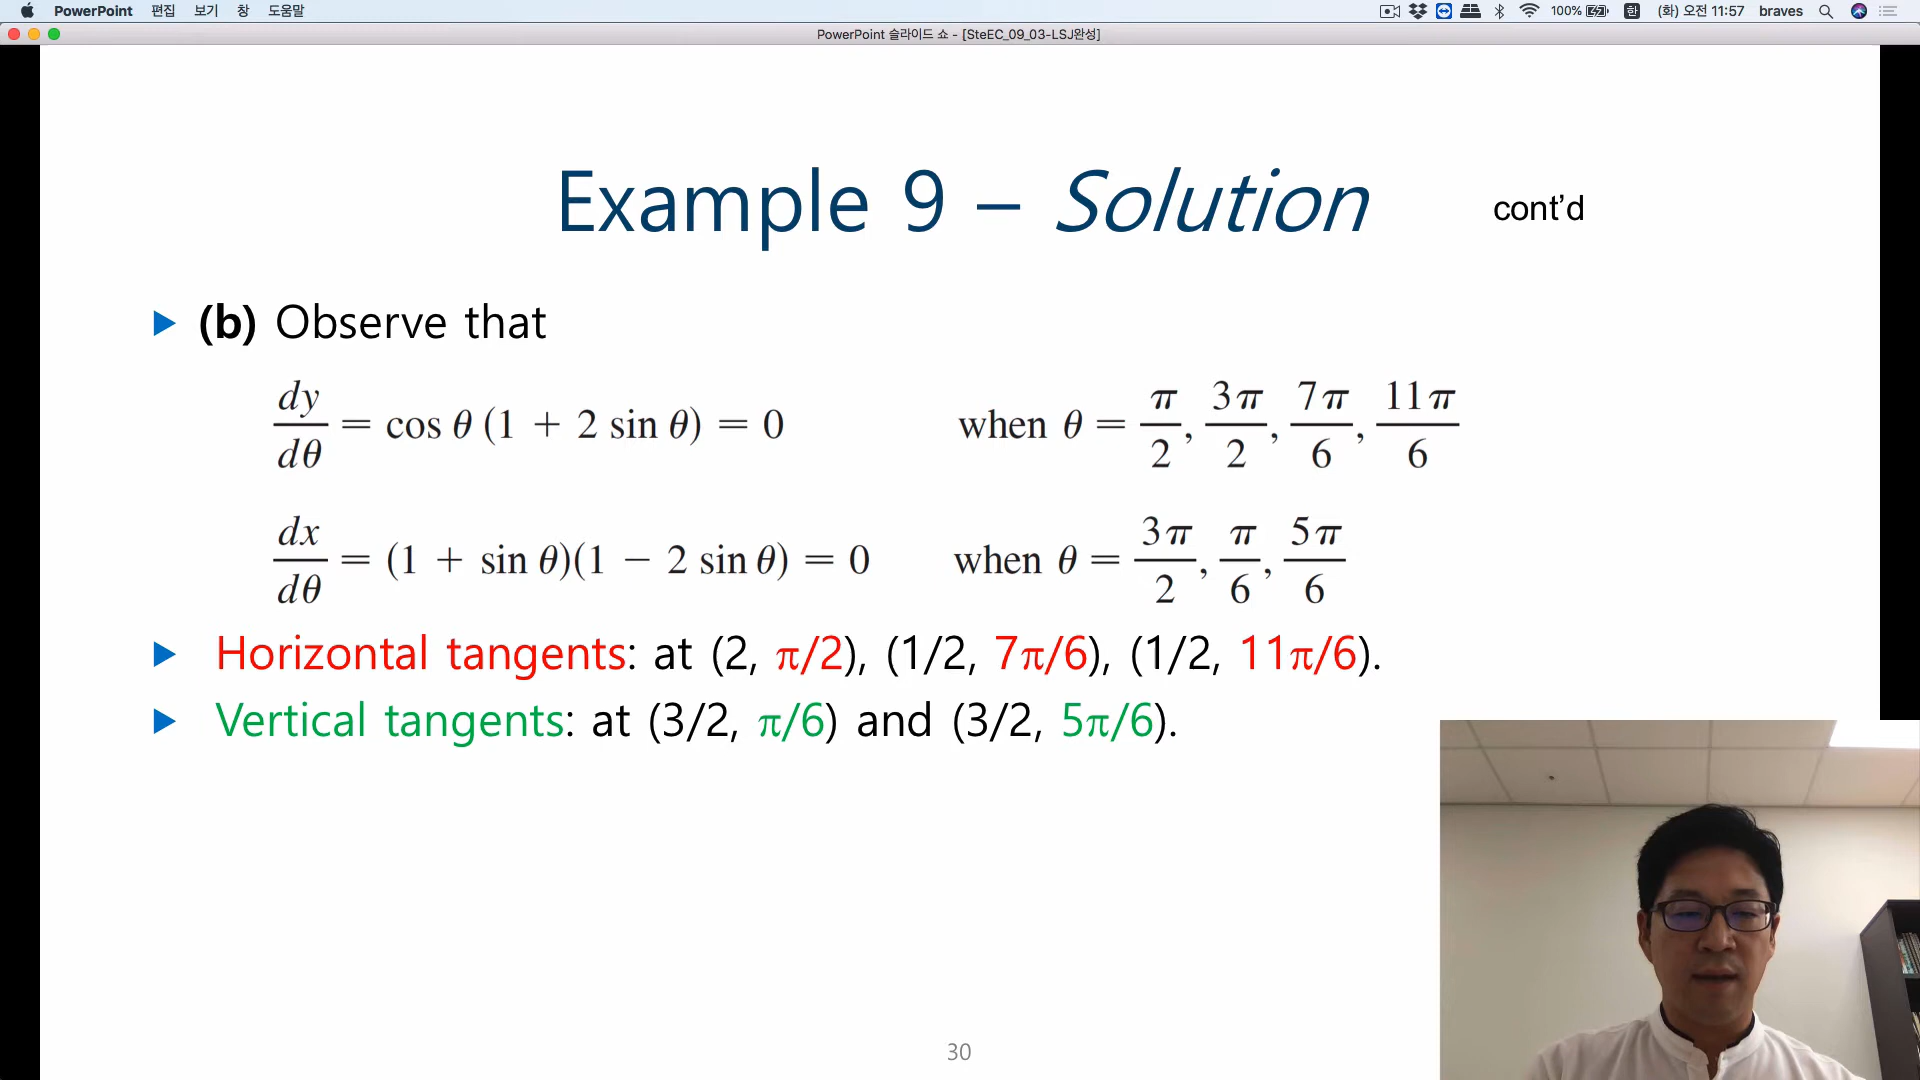 PowerPoint 편집 보기 창 도움말 100% 한 (화) 오전 11:57 braves
PowerPoint 슬라이드 쇼 - [SteEC_09_03-LSJ완성]
Example 9 – Solution cont’d
(b) Observe that
dy/dθ = cos θ (1 + 2 sin θ) = 0 when θ = π/2, 3π/2, 7π/6, 11π/6
dx/dθ = (1 + sin θ)(1 − 2 sin θ) = 0 when θ = 3π/2, π/6, 5π/6
Horizontal tangents: at (2, π/2), (1/2, 7π/6), (1/2, 11π/6).
Vertical tangents: at (3/2, π/6) and (3/2, 5π/6).
30